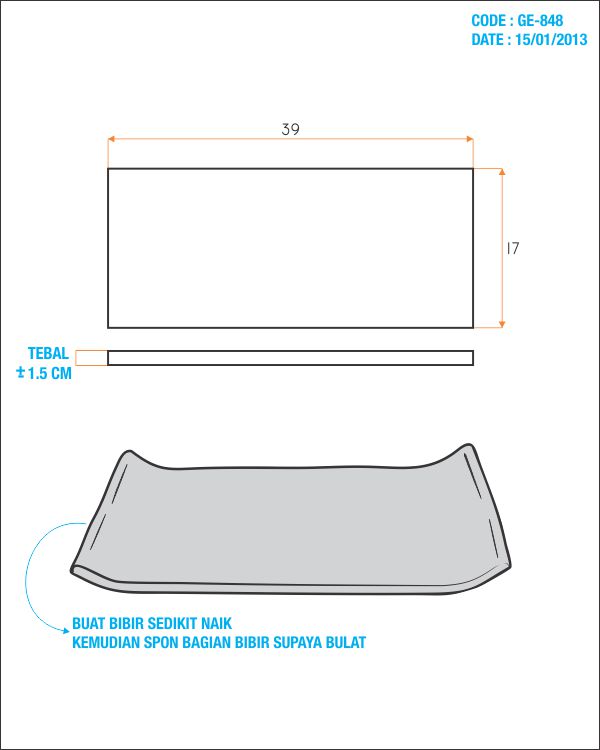 CODE : GE-848
DATE : 15/01/2013
39
17
TEBAL
±1.5 CM
BUAT BIBIR SEDIKIT NAIK
KEMUDIAN SPON BAGIAN BIBIR SUPAYA BULAT